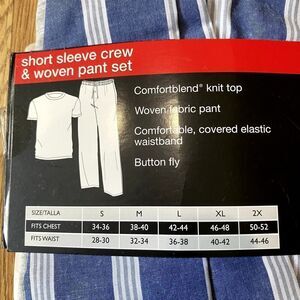 short sleeve crew
& woven pant set
Comfortblend® knit top
Woven fabric pant
Comfortable, covered elastic
waistband
Button fly
SIZE/TALLA S M L XL 2X
FITS CHEST 34-36 38-40 42-44 46-48 50-52
FITS WAIST 28-30 32-34 36-38 40-42 44-46